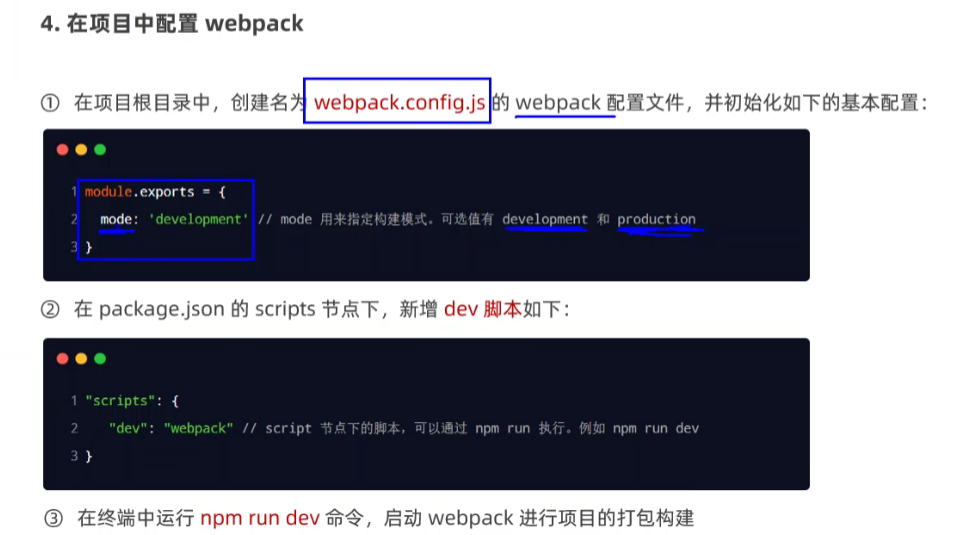 4. 在项目中配置 webpack
① 在项目根目录中，创建名为 webpack.config.js 的 webpack 配置文件，并初始化如下的基本配置：
1 module.exports = {
2 mode: 'development' // mode 用来指定构建模式。可选值有 development 和 production
3 }
② 在 package.json 的 scripts 节点下，新增 dev 脚本如下：
1 "scripts": {
2 "dev": "webpack" // script 节点下的脚本，可以通过 npm run 执行。例如 npm run dev
3 }
③ 在终端中运行 npm run dev 命令，启动 webpack 进行项目的打包构建